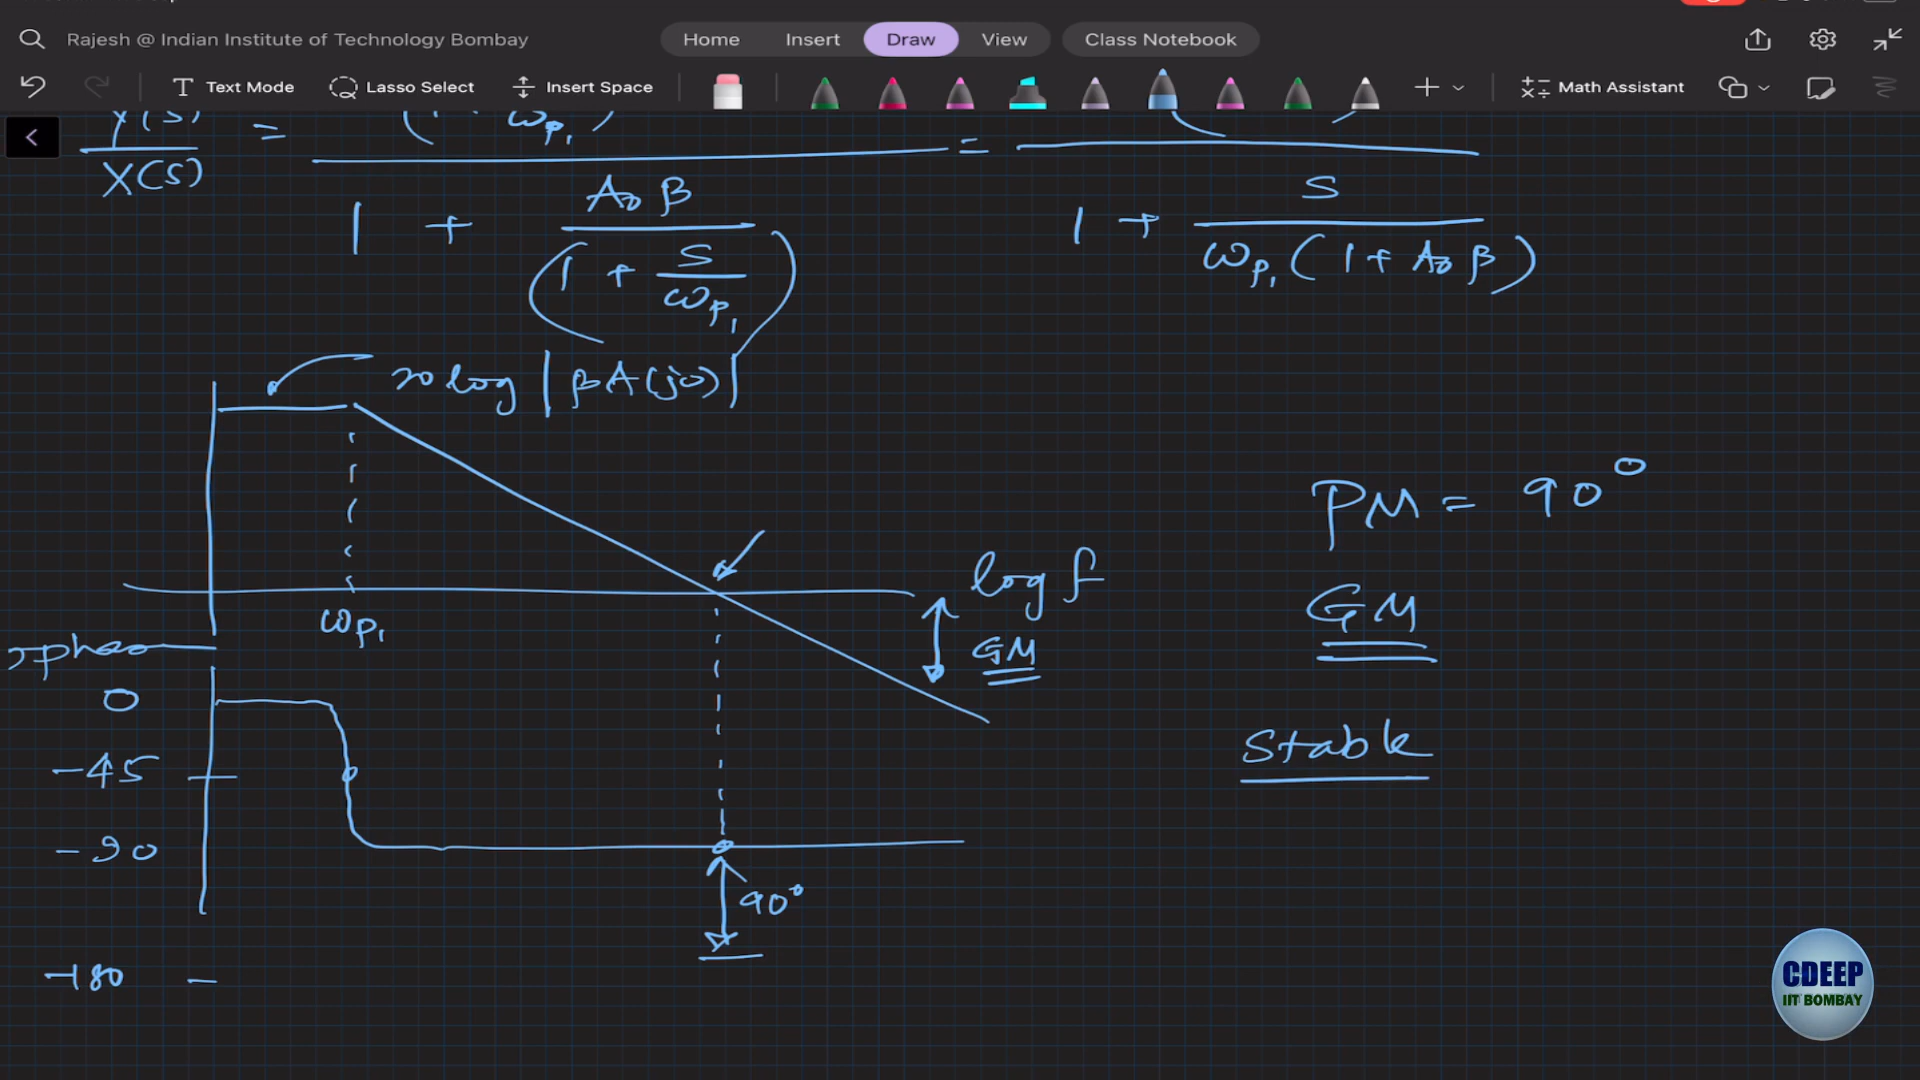 Rajesh @ Indian Institute of Technology Bombay
Home Insert Draw View Class Notebook
Text Mode Lasso Select Insert Space Math Assistant
Y(S) / X(S) = ωp₁ =
1 + A₀β / (1 + S/ωp₁)
1 + S / ωp₁(1 + A₀β)
20 log |βA(j0)|
PM = 90°
log f
GM
ωp₁
GM
0
Stable
-45
-90
90°
-180
CDEEP
IIT BOMBAY